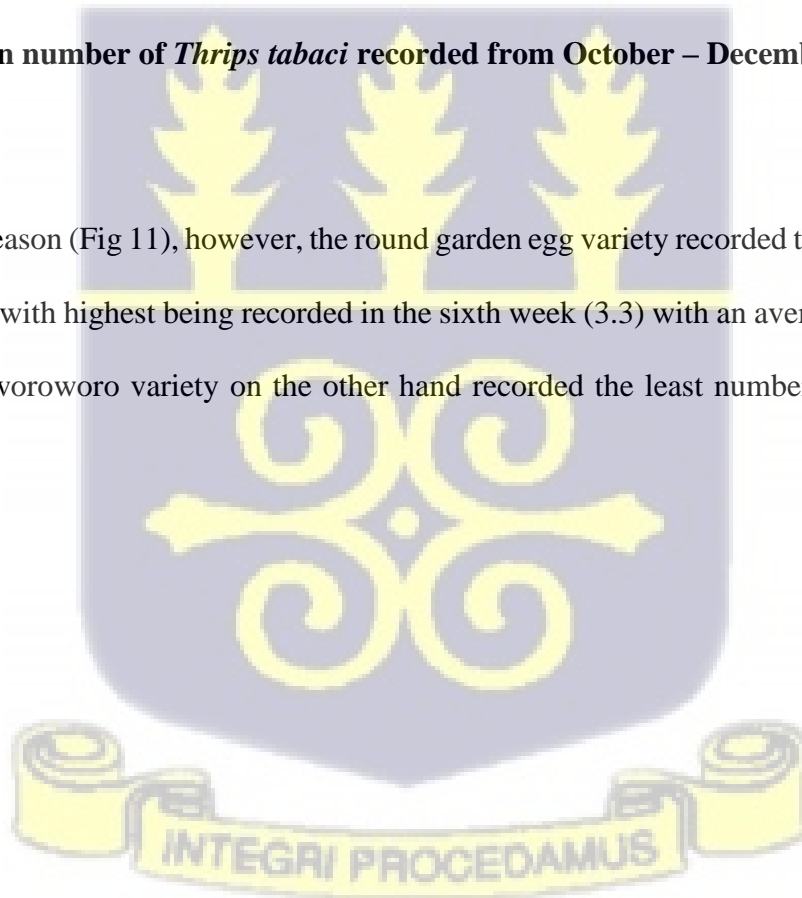 n number of Thrips tabaci recorded from October – Decemb
eason (Fig 11), however, the round garden egg variety recorded t
with highest being recorded in the sixth week (3.3) with an aver
woroworo variety on the other hand recorded the least number
INTEGRI PROCEDAMUS